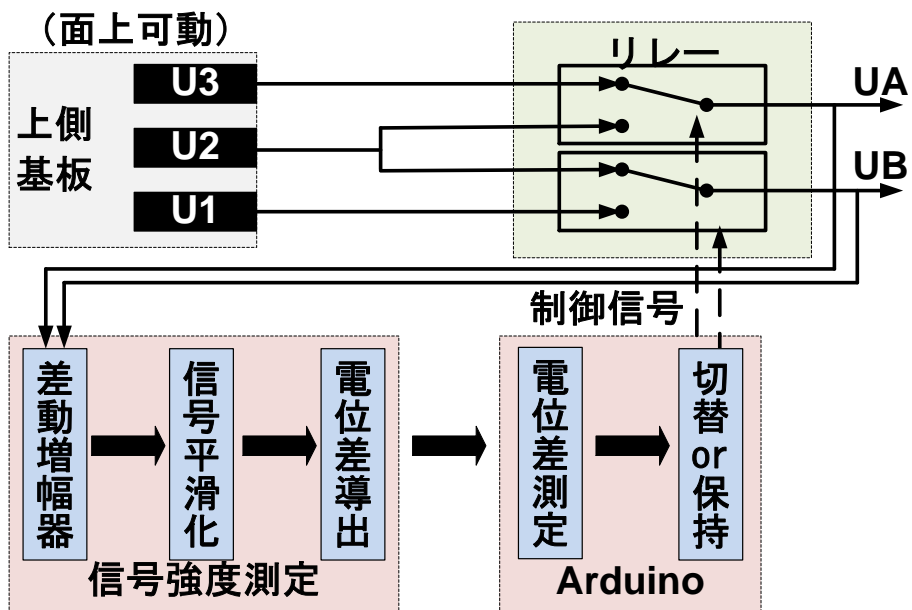 （面上可動）
上側
基板
U3
U2
U1
リレー
UA
UB
制御信号
差動増幅器
信号平滑化
電位差導出
信号強度測定
電位差測定
切替or保持
Arduino